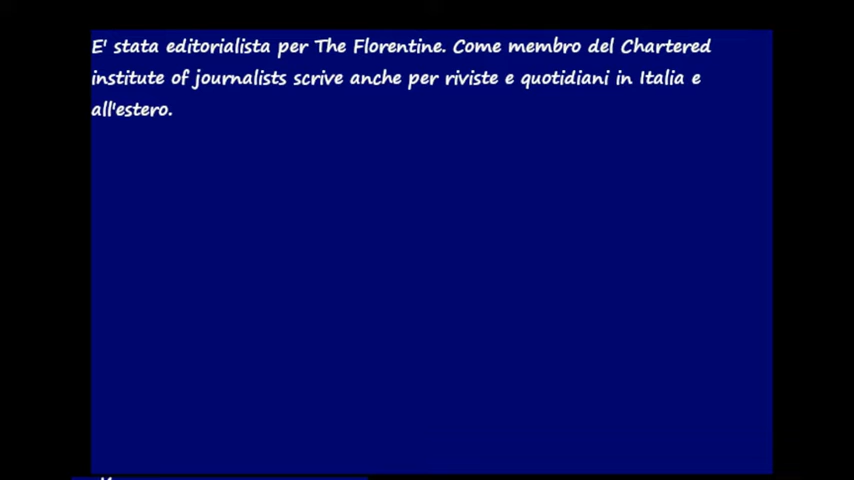 E' stata editorialista per The Florentine. Come membro del Chartered
institute of journalists scrive anche per riviste e quotidiani in Italia e
all'estero.